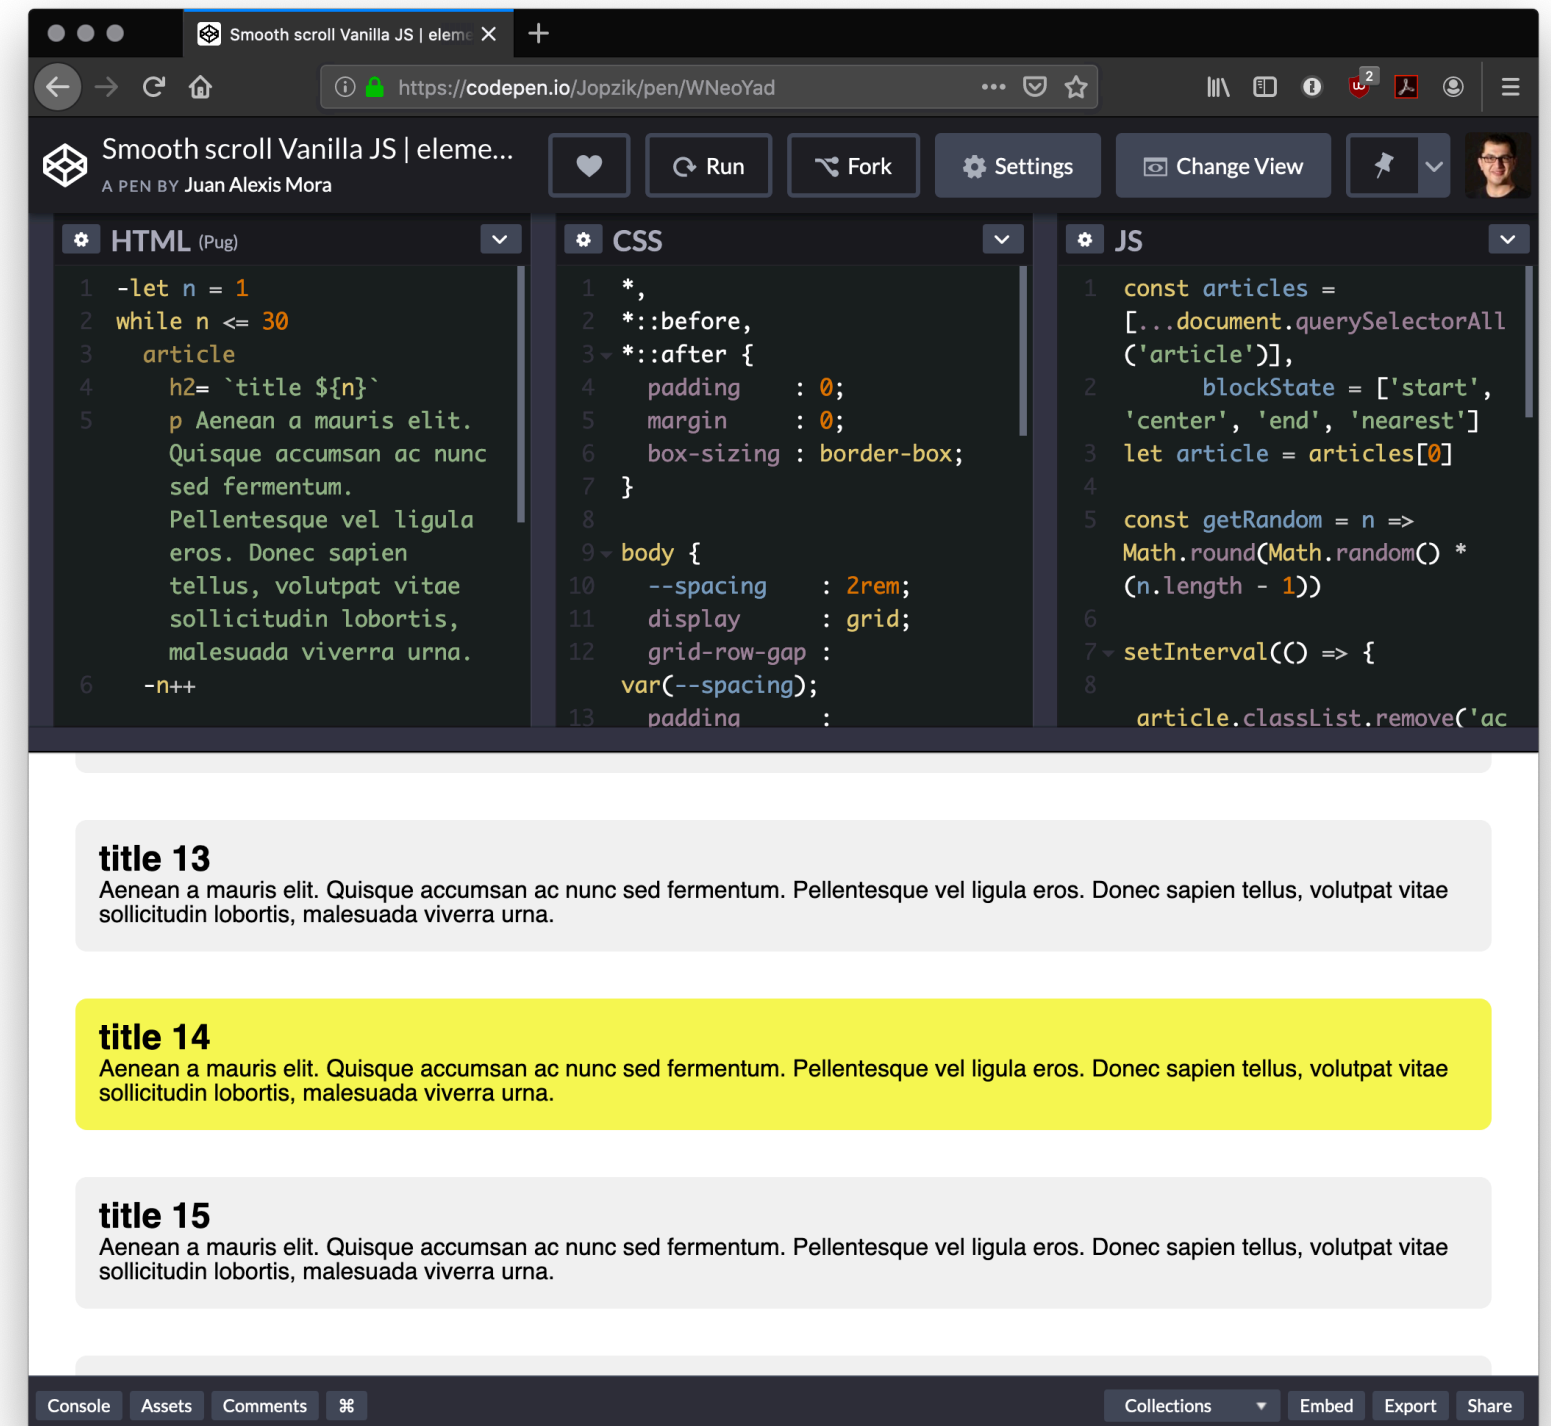 Smooth scroll Vanilla JS | eleme
https://codepen.io/Jopzik/pen/WNeoYad
2
Smooth scroll Vanilla JS | eleme...
A PEN BY Juan Alexis Mora
Run
Fork
Settings
Change View
HTML (Pug)
1 -let n = 1
2 while n <= 30
3 article
4 h2= `title ${n}`
5 p Aenean a mauris elit.
Quisque accumsan ac nunc
sed fermentum.
Pellentesque vel ligula
eros. Donec sapien
tellus, volutpat vitae
sollicitudin lobortis,
malesuada viverra urna.
6 -n++
CSS
1 *,
2 *::before,
3 *::after {
4 padding : 0;
5 margin : 0;
6 box-sizing : border-box;
7 }
8
9 body {
10 --spacing : 2rem;
11 display : grid;
12 grid-row-gap :
var(--spacing);
13 padding :
JS
1 const articles =
[...document.querySelectorAll
('article')],
2 blockState = ['start',
'center', 'end', 'nearest']
3 let article = articles[0]
4
5 const getRandom = n =>
Math.round(Math.random() *
(n.length - 1))
6
7 setInterval(() => {
8
article.classList.remove('ac
title 13
Aenean a mauris elit. Quisque accumsan ac nunc sed fermentum. Pellentesque vel ligula eros. Donec sapien tellus, volutpat vitae
sollicitudin lobortis, malesuada viverra urna.
title 14
Aenean a mauris elit. Quisque accumsan ac nunc sed fermentum. Pellentesque vel ligula eros. Donec sapien tellus, volutpat vitae
sollicitudin lobortis, malesuada viverra urna.
title 15
Aenean a mauris elit. Quisque accumsan ac nunc sed fermentum. Pellentesque vel ligula eros. Donec sapien tellus, volutpat vitae
sollicitudin lobortis, malesuada viverra urna.
Console Assets Comments ⌘ Collections Embed Export Share